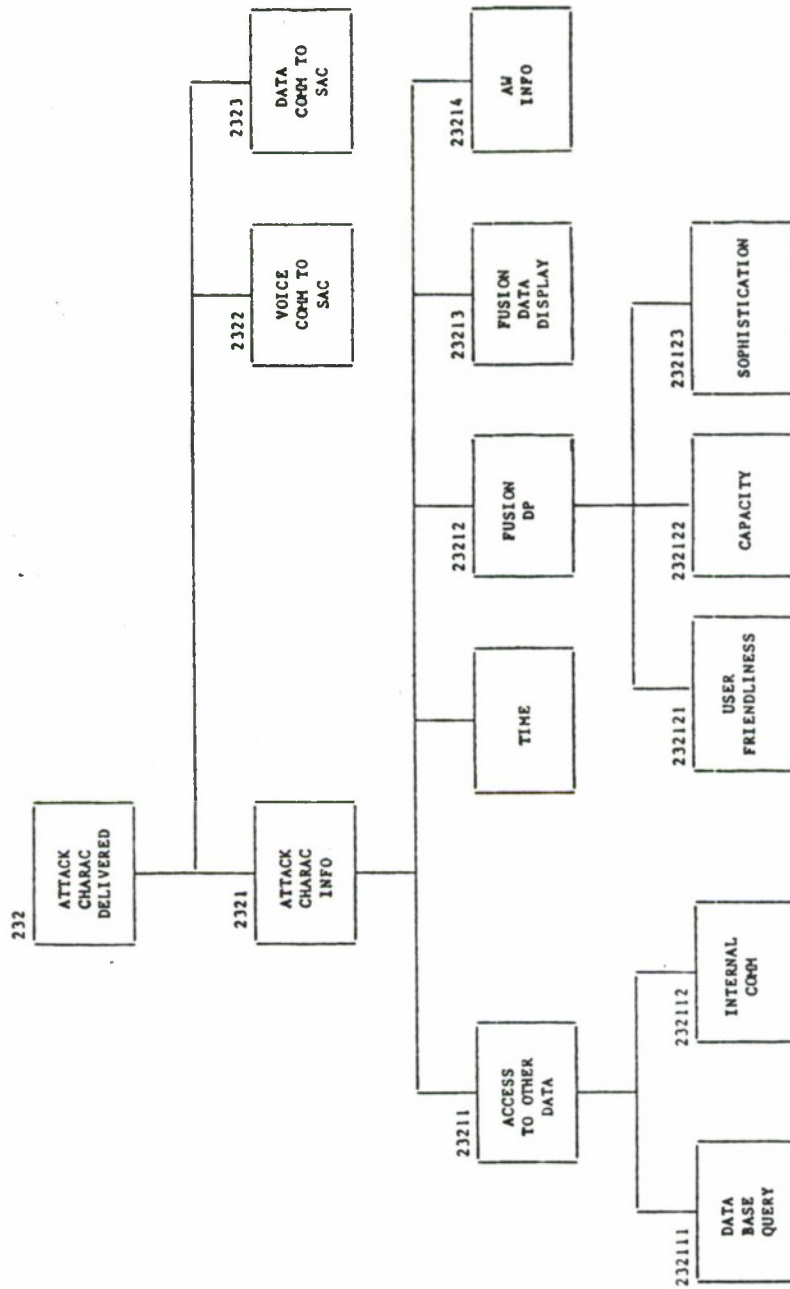 232
ATTACK
CHARAC
DELIVERED
2321
ATTACK
CHARAC
INFO
2322
VOICE
COMM TO
SAC
2323
DATA
COMM TO
SAC
23211
ACCESS
TO OTHER
DATA
TIME
23212
FUSION
DP
23213
FUSION
DATA
DISPLAY
23214
AW
INFO
232111
DATA
BASE
QUERY
232112
INTERNAL
COMM
232121
USER
FRIENDLINESS
232122
CAPACITY
232123
SOPHISTICATION